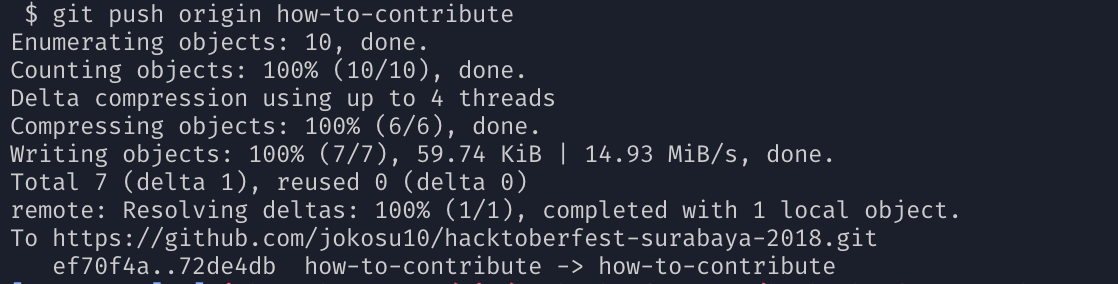 $ git push origin how-to-contribute
Enumerating objects: 10, done.
Counting objects: 100% (10/10), done.
Delta compression using up to 4 threads
Compressing objects: 100% (6/6), done.
Writing objects: 100% (7/7), 59.74 KiB | 14.93 MiB/s, done.
Total 7 (delta 1), reused 0 (delta 0)
remote: Resolving deltas: 100% (1/1), completed with 1 local object.
To https://github.com/jokosu10/hacktoberfest-surabaya-2018.git
   ef70f4a..72de4db  how-to-contribute -> how-to-contribute